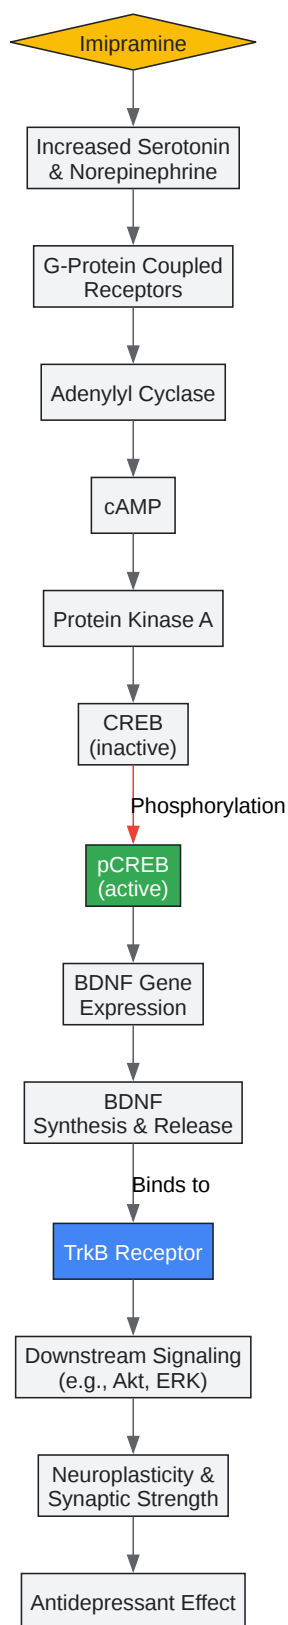 Imipramine
Increased Serotonin
& Norepinephrine
G-Protein Coupled
Receptors
Adenylyl Cyclase
cAMP
Protein Kinase A
CREB
(inactive)
Phosphorylation
pCREB
(active)
BDNF Gene
Expression
BDNF
Synthesis & Release
Binds to
TrkB Receptor
Downstream Signaling
(e.g., Akt, ERK)
Neuroplasticity &
Synaptic Strength
Antidepressant Effect